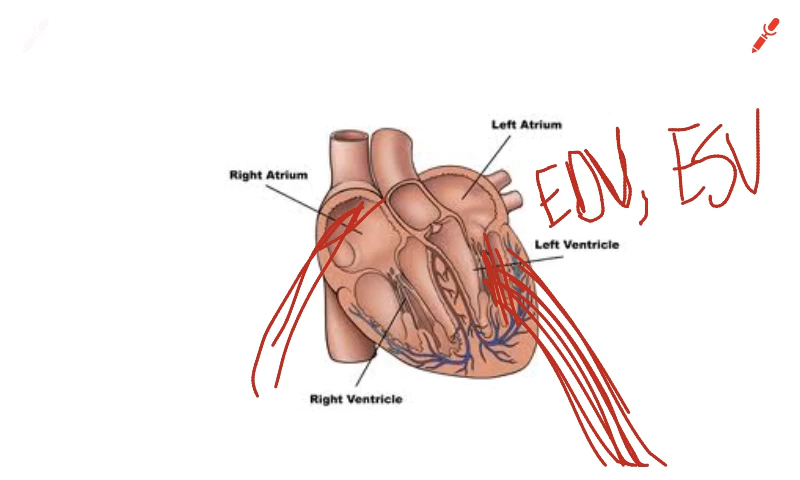 Left Atrium
Right Atrium
EDV, ESV
Left Ventricle
Right Ventricle